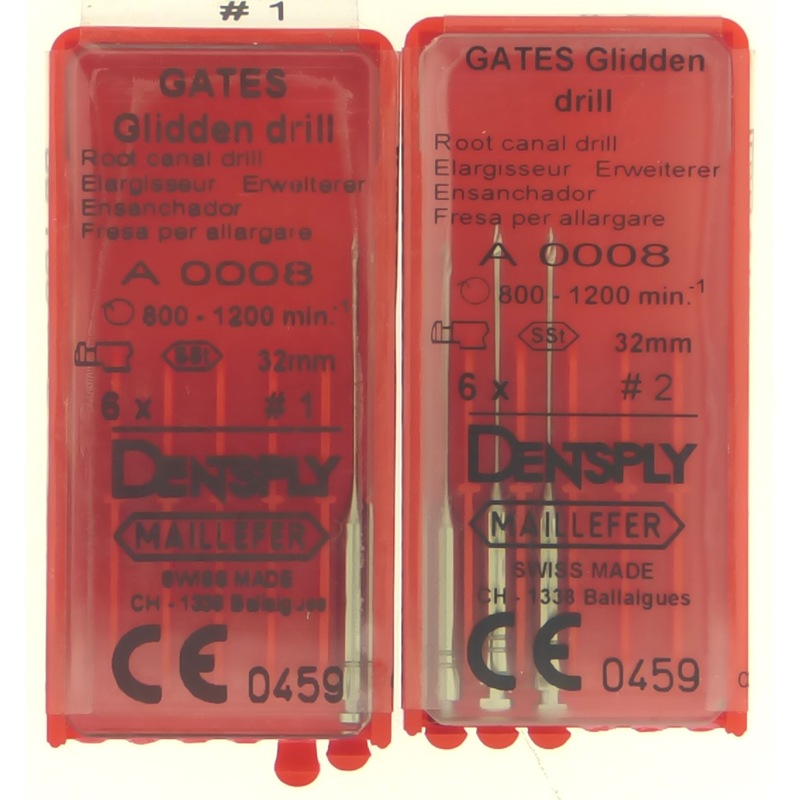 # 1
GATES
Glidden drill
Root canal drill
Elargisseur Erweiterer
Ensanchador
Fresa per allargare
A 0008
800 - 1200 min.-1
SSt 32mm
6 x # 1
DENTSPLY
MAILLEFER
SWISS MADE
CH - 1338 Ballaigues
CE 0459
GATES Glidden
drill
Root canal drill
Elargisseur Erweiterer
Ensanchador
Fresa per allargare
A 0008
800 - 1200 min.-1
SSt 32mm
6 x # 2
DENTSPLY
MAILLEFER
SWISS MADE
CH - 1338 Ballaigues
CE 0459